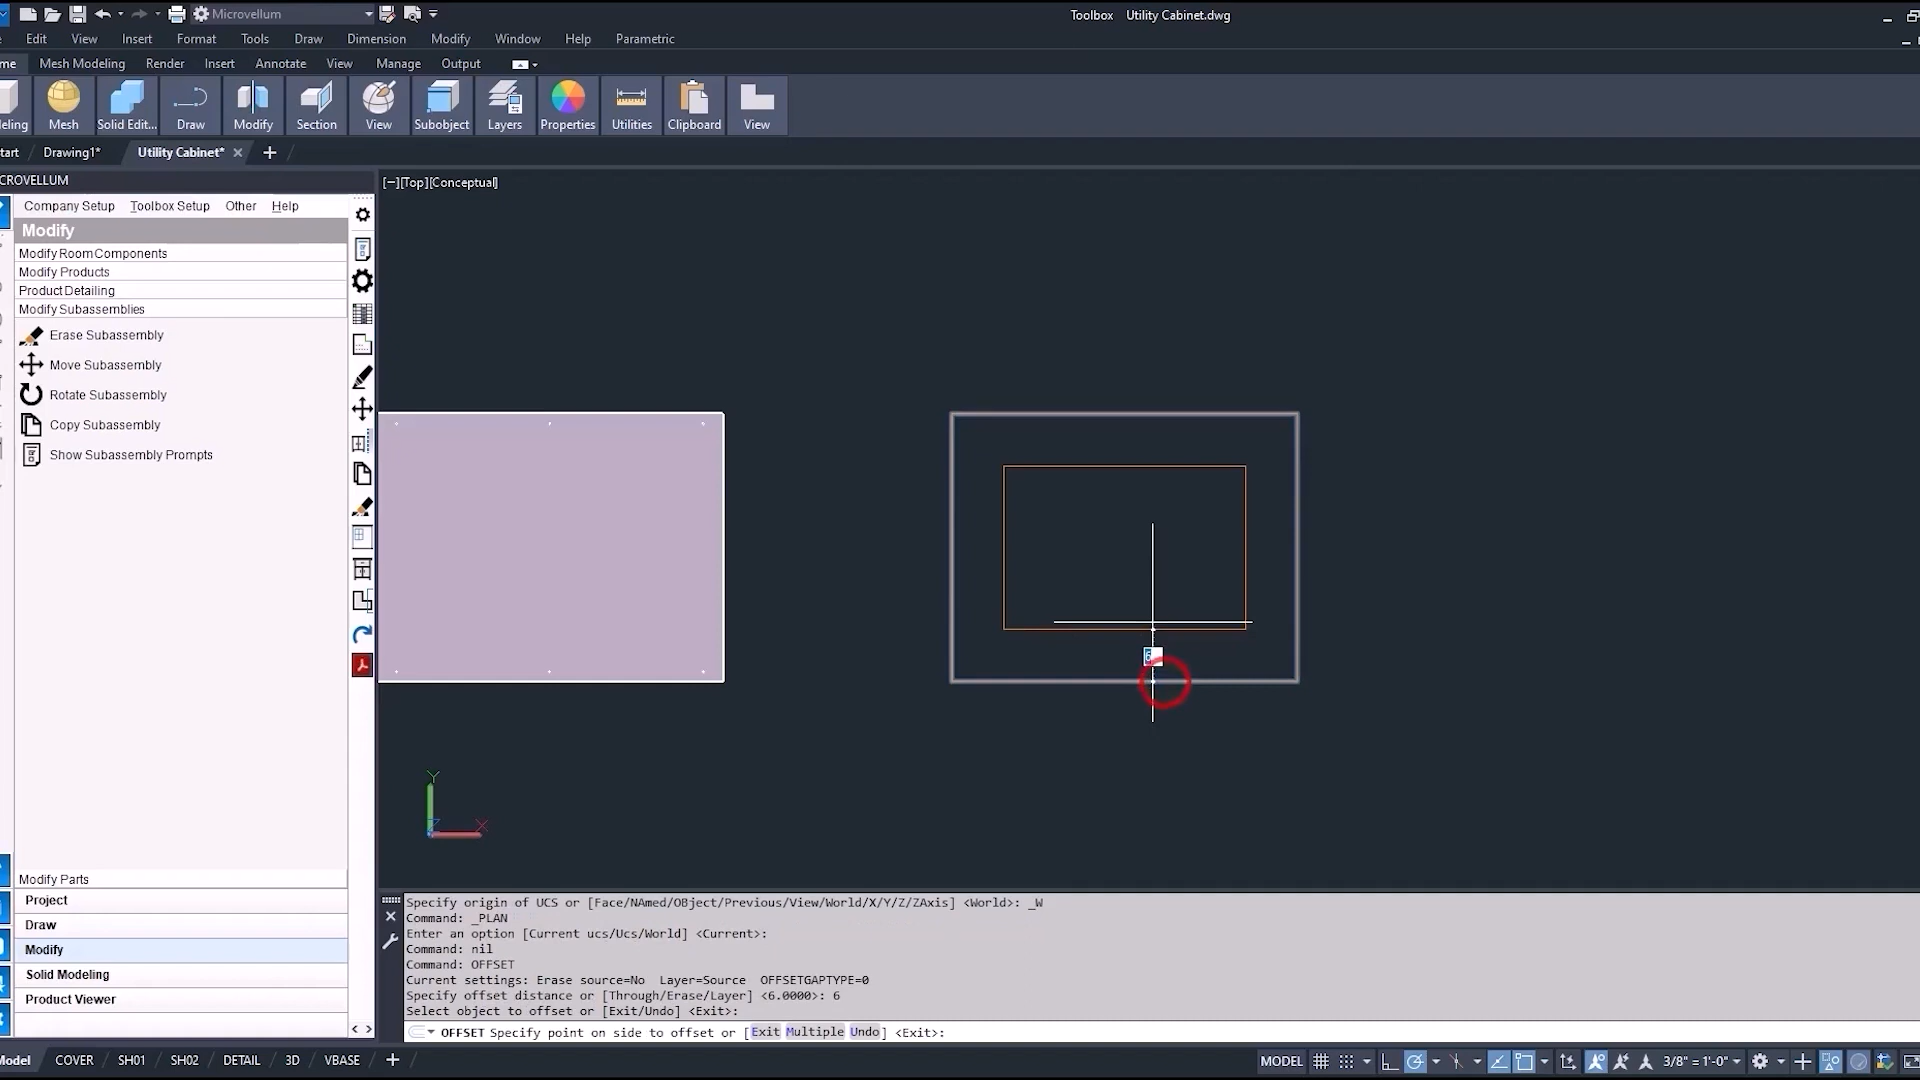 Microvellum
Toolbox Utility Cabinet.dwg
Edit View Insert Format Tools Draw Dimension Modify Window Help Parametric
me Mesh Modeling Render Insert Annotate View Manage Output
eling Mesh Solid Edit... Draw Modify Section View Subobject Layers Properties Utilities Clipboard View
tart Drawing1* Utility Cabinet*
CROVELLUM
[−][Top][Conceptual]
Company Setup Toolbox Setup Other Help
Modify
Modify Room Components
Modify Products
Product Detailing
Modify Subassemblies
Erase Subassembly
Move Subassembly
Rotate Subassembly
Copy Subassembly
Show Subassembly Prompts
6
Y
X
Modify Parts
Project
Draw
Modify
Solid Modeling
Product Viewer
Specify origin of UCS or [Face/NAmed/OBject/Previous/View/World/X/Y/Z/ZAxis] <World>: _W
Command: _PLAN
Enter an option [Current ucs/Ucs/World] <Current>:
Command: nil
Command: OFFSET
Current settings: Erase source=No Layer=Source OFFSETGAPTYPE=0
Specify offset distance or [Through/Erase/Layer] <6.0000>: 6
Select object to offset or [Exit/Undo] <Exit>:
OFFSET Specify point on side to offset or [Exit Multiple Undo] <Exit>:
Model COVER SH01 SH02 DETAIL 3D VBASE
MODEL 3/8" = 1'-0"